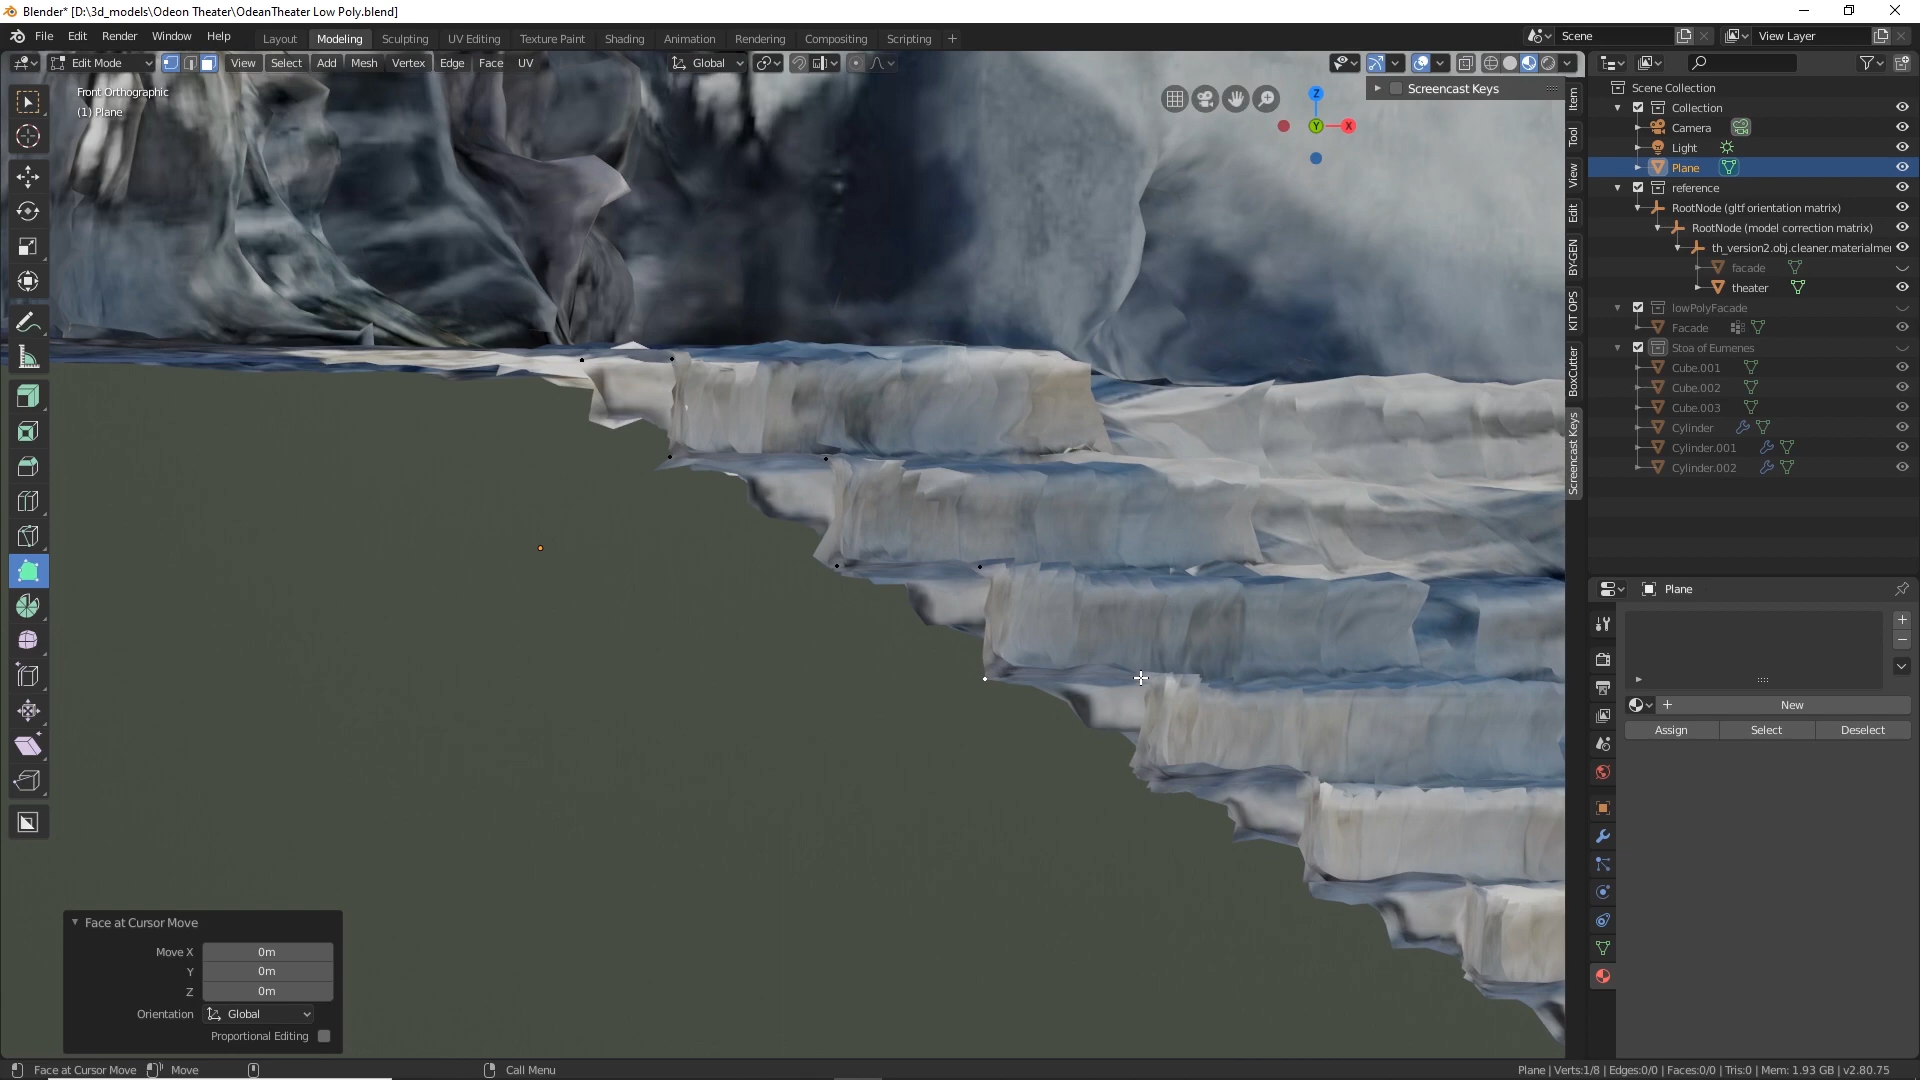 Blender* [D:\3d_models\Odeon Theater\OdeanTheater Low Poly.blend]
File Edit Render Window Help
Layout Modeling Sculpting UV Editing Texture Paint Shading Animation Rendering Compositing Scripting +
Scene
View Layer
Edit Mode
View Select Add Mesh Vertex Edge Face UV
Global
Front Orthographic
(1) Plane
Z
Y
X
Screencast Keys
Item
Tool
View
Edit
BY-GEN
KIT OPS
BoxCutter
Screencast Keys
Scene Collection
Collection
Camera
Light
Plane
reference
RootNode (gltf orientation matrix)
RootNode (model correction matrix)
th_version2.obj.cleaner.materialmer
facade
theater
lowPolyFacade
Facade
Stoa of Eumenes
Cube.001
Cube.002
Cube.003
Cylinder
Cylinder.001
Cylinder.002
Plane
+ New
Assign Select Deselect
Face at Cursor Move
Move X 0m
Y 0m
Z 0m
Orientation Global
Proportional Editing
Face at Cursor Move
Move
Call Menu
Plane | Verts:1/8 | Edges:0/0 | Faces:0/0 | Tris:0 | Mem: 1.93 GB | v2.80.75